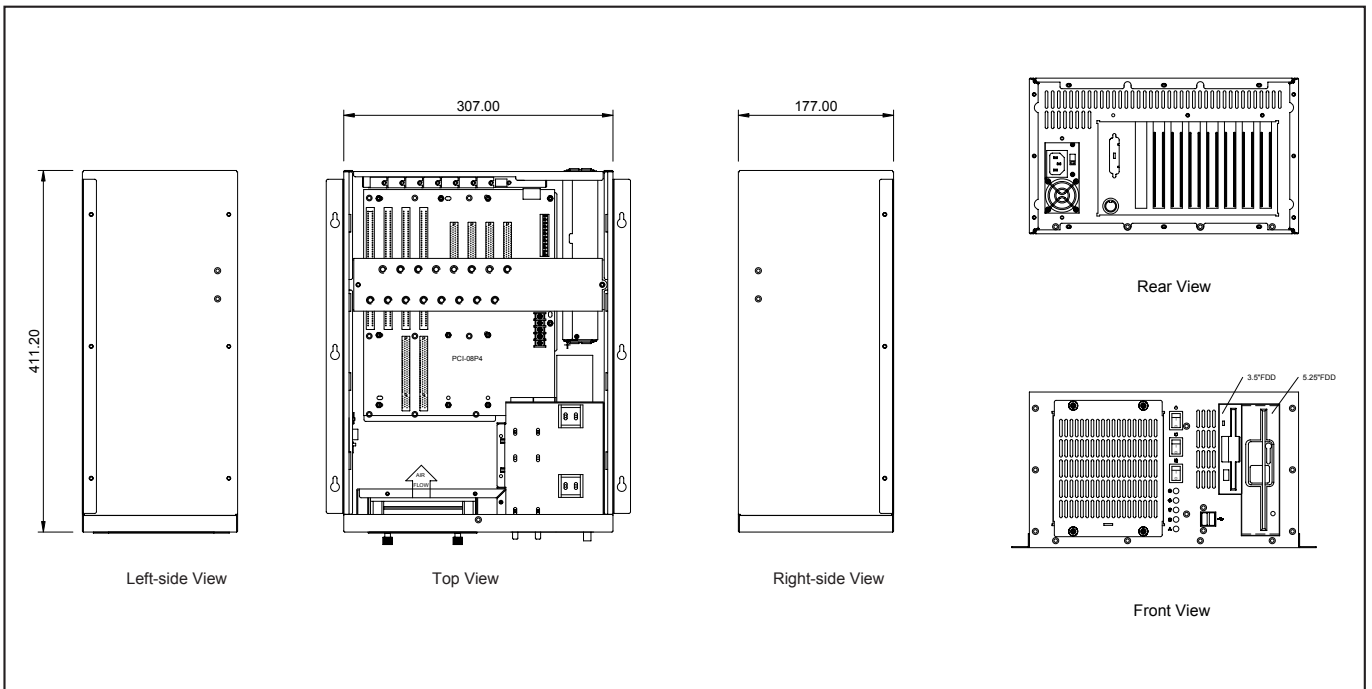 307.00
177.00
411.20
PCI-08P4
AIR
FLOW
Left-side View
Top View
Right-side View
Rear View
3.5"FDD
5.25"FDD
Front View